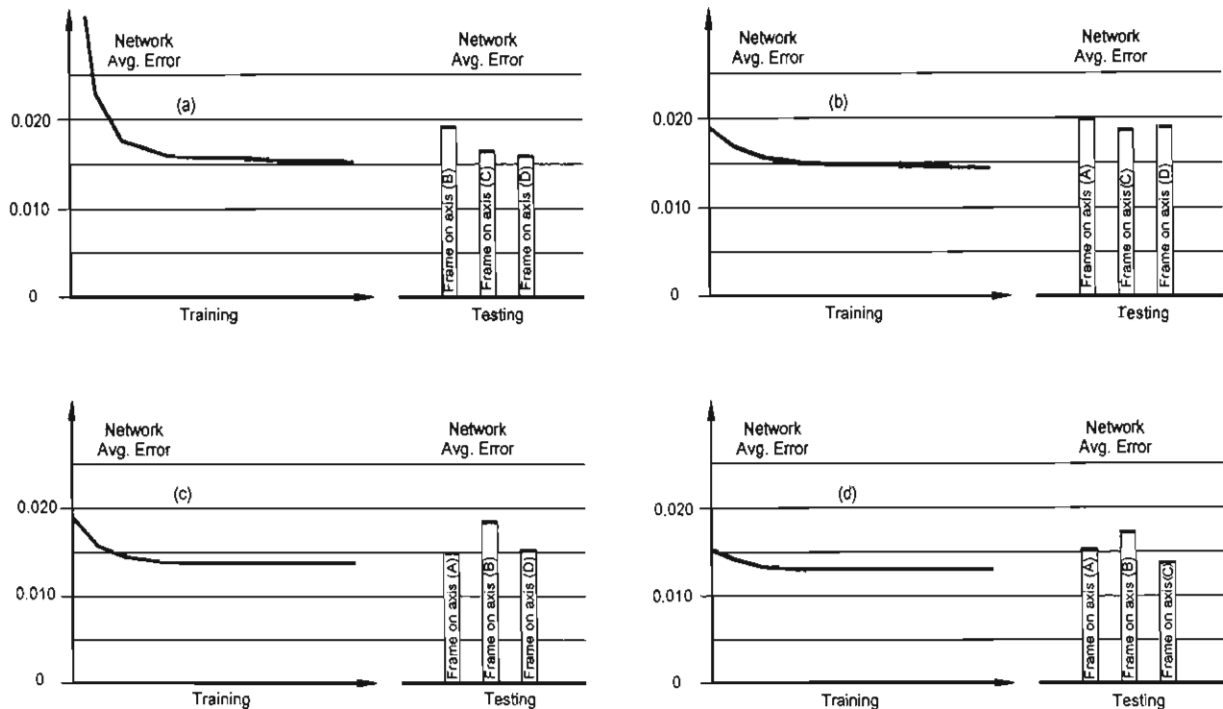 Network
Avg. Error
Network
Avg. Error
(a)
0.020
0.010
0
Frame on axis (B)
Frame on axis (C)
Frame on axis (D)
Training
Testing
Network
Avg. Error
Network
Avg. Error
(b)
0.020
0.010
0
Frame on axis (A)
Frame on axis (C)
Frame on axis (D)
Training
Testing
Network
Avg. Error
Network
Avg. Error
(c)
0.020
0.010
0
Frame on axis (A)
Frame on axis (B)
Frame on axis (D)
Training
Testing
Network
Avg. Error
Network
Avg. Error
(d)
0.020
0.010
0
Frame on axis (A)
Frame on axis (B)
Frame on axis (C)
Training
Testing